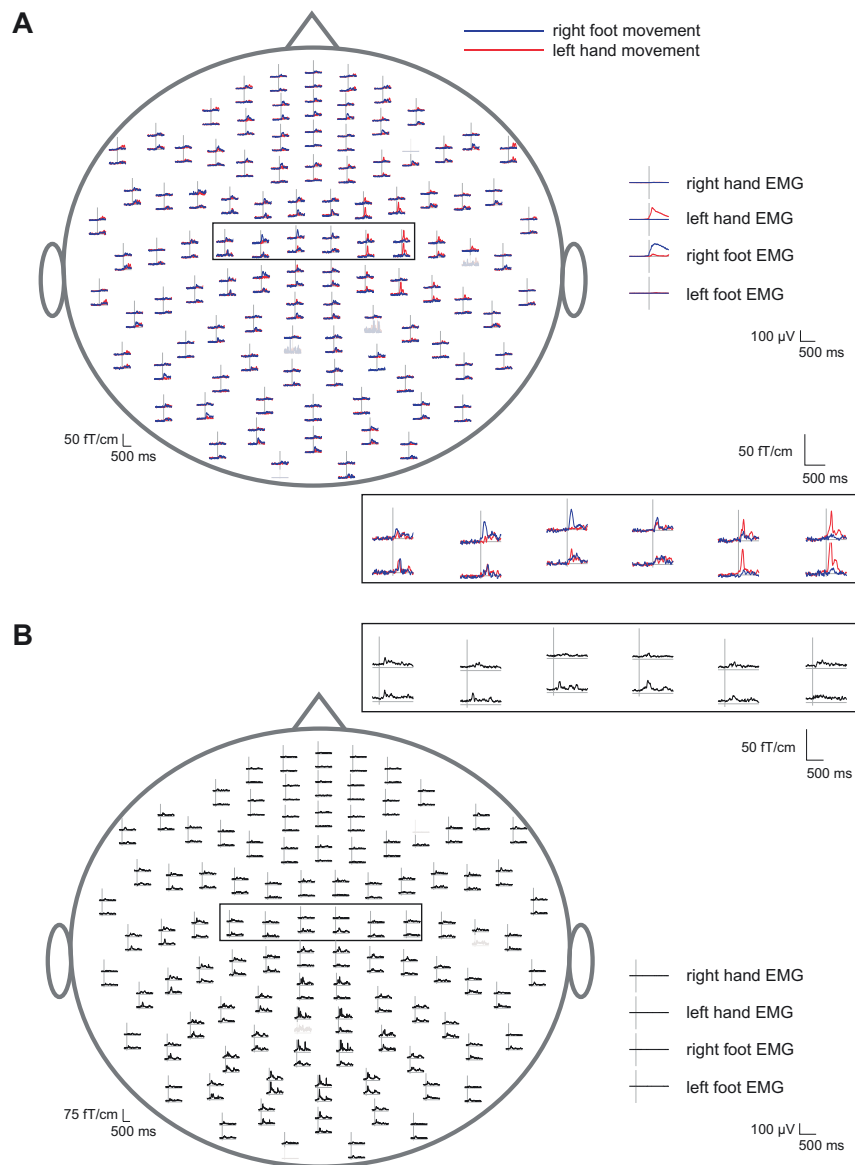 A
right foot movement
left hand movement
right hand EMG
left hand EMG
right foot EMG
left foot EMG
100 µV
500 ms
50 fT/cm
500 ms
50 fT/cm
500 ms
B
50 fT/cm
500 ms
right hand EMG
left hand EMG
right foot EMG
left foot EMG
75 fT/cm
500 ms
100 µV
500 ms